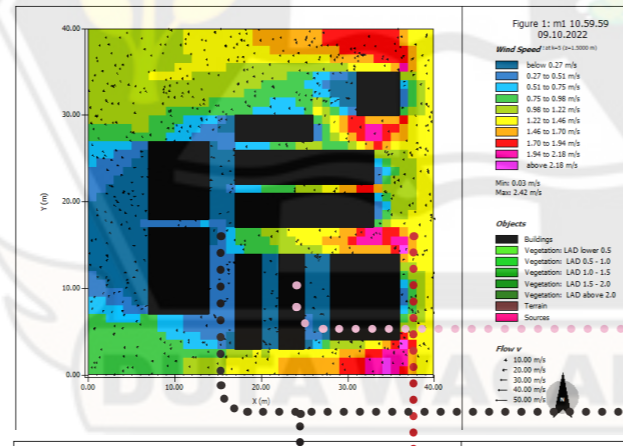 Figure 1: m1 10.59.59
09.10.2022
Wind Speed
below 0.27 m/s
0.27 to 0.51 m/s
0.51 to 0.75 m/s
0.75 to 0.98 m/s
0.98 to 1.22 m/s
1.22 to 1.46 m/s
1.46 to 1.70 m/s
1.70 to 1.94 m/s
1.94 to 2.18 m/s
above 2.18 m/s
Min: 0.03 m/s
Max: 2.42 m/s
Objects
Buildings
Vegetation: LAD lower 0.5
Vegetation: LAD 0.5 - 1.0
Vegetation: LAD 1.0 - 1.5
Vegetation: LAD 1.5 - 2.0
Vegetation: LAD above 2.0
Terrain
Sources
Flow v
10.00 m/s
20.00 m/s
30.00 m/s
40.00 m/s
50.00 m/s
N
40.00
30.00
20.00
10.00
0.00
Y (m)
0.00 10.00 20.00 30.00 40.00
X (m)